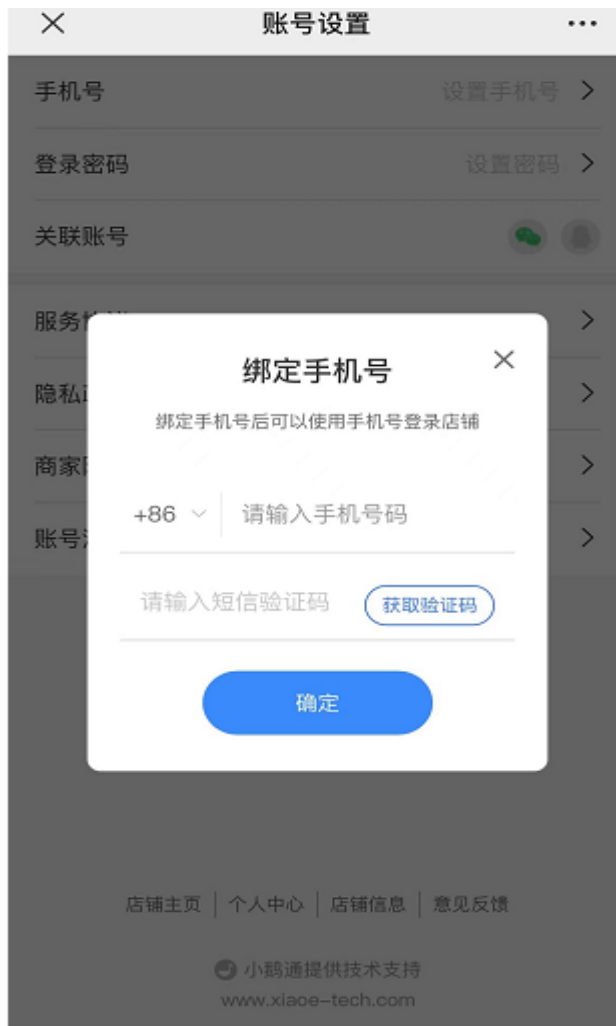 账号设置
手机号 设置手机号
登录密码 设置密码
关联账号
服务
隐私
商家
账号
绑定手机号
绑定手机号后可以使用手机号登录店铺
+86 请输入手机号码
请输入短信验证码 获取验证码
确定
店铺主页 个人中心 店铺信息 意见反馈
小鹅通提供技术支持
www.xiaoe-tech.com